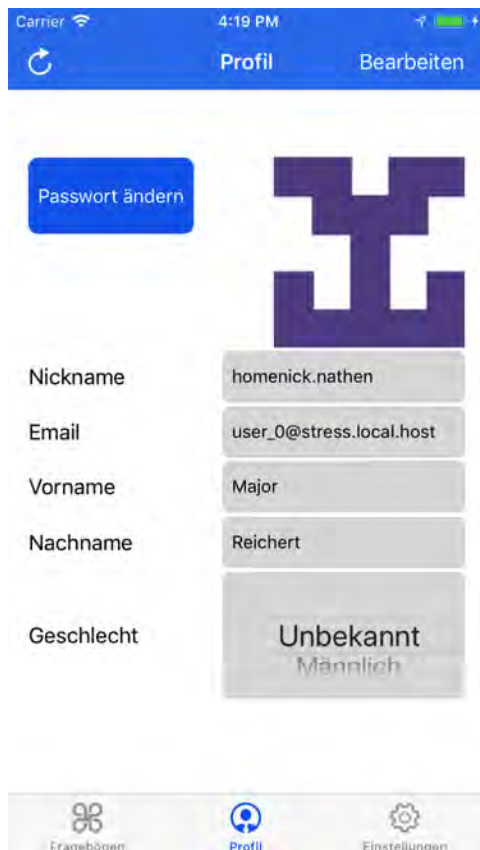 Carrier 4:19 PM
Profil Bearbeiten
Passwort ändern
Nickname homenick.nathen
Email user_0@stress.local.host
Vorname Major
Nachname Reichert
Geschlecht Unbekannt
Männlich
Fragebögen Profil Einstellungen